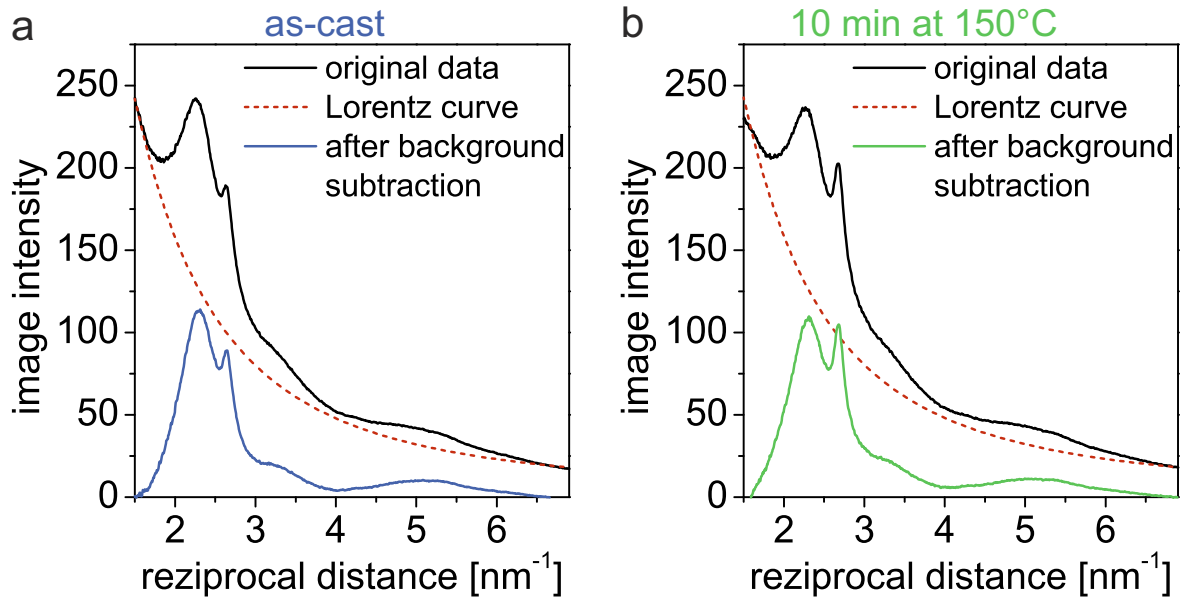 a
as-cast
original data
Lorentz curve
after background
subtraction
image intensity
250
200
150
100
50
0
2
3
4
5
6
reziprocal distance [nm⁻¹]
b
10 min at 150°C
original data
Lorentz curve
after background
subtraction
image intensity
250
200
150
100
50
0
2
3
4
5
6
reziprocal distance [nm⁻¹]